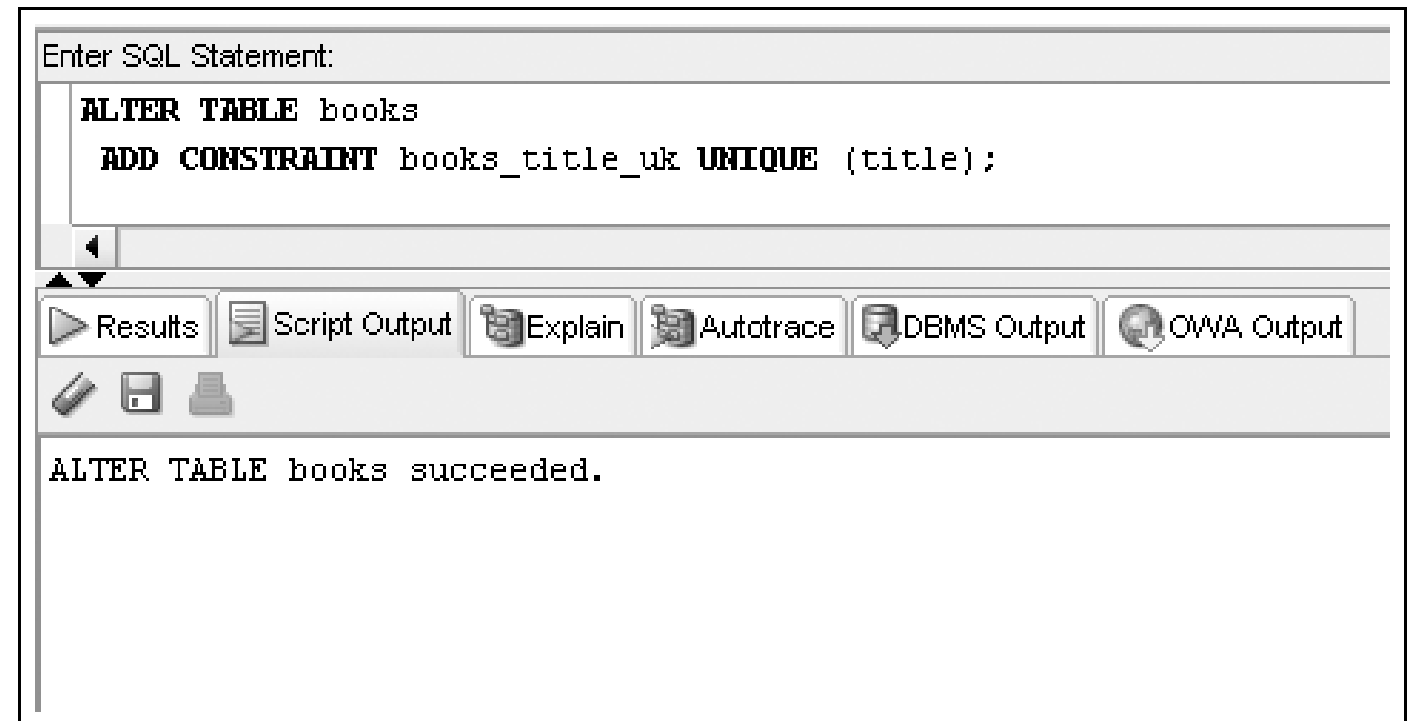 Enter SQL Statement:
ALTER TABLE books
ADD CONSTRAINT books_title_uk UNIQUE (title);
Results Script Output Explain Autotrace DBMS Output OWA Output
ALTER TABLE books succeeded.